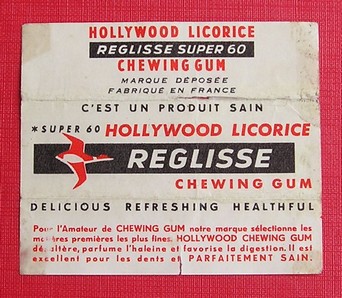 HOLLYWOOD LICORICE
REGLISSE SUPER 60
CHEWING GUM
MARQUE DÉPOSÉE
FABRIQUÉ EN FRANCE
C'EST UN PRODUIT SAIN
*SUPER 60 HOLLYWOOD LICORICE
REGLISSE
CHEWING GUM
DELICIOUS REFRESHING HEALTHFUL
Pour l'Amateur de CHEWING GUM notre marque sélectionne les
matières premières les plus fines. HOLLYWOOD CHEWING GUM
désaltère, parfume l'haleine et favorise la digestion. Il est
excellent pour les dents et PARFAITEMENT SAIN.